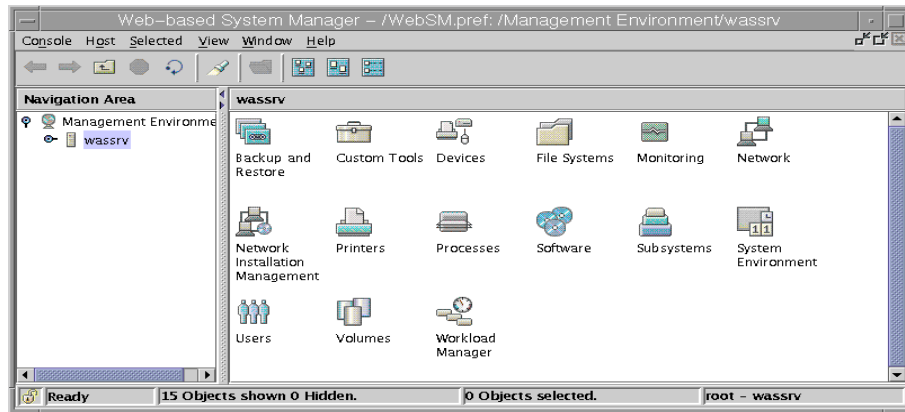 Web-based System Manager - /WebSM.pref: /Management Environment/wassrv
Console Host Selected View Window Help
Navigation Area
wassrv
Management Environme
wassrv
Backup and
Restore
Custom Tools
Devices
File Systems
Monitoring
Network
Network
Installation
Management
Printers
Processes
Software
Subsystems
System
Environment
Users
Volumes
Workload
Manager
Ready
15 Objects shown 0 Hidden.
0 Objects selected.
root - wassrv